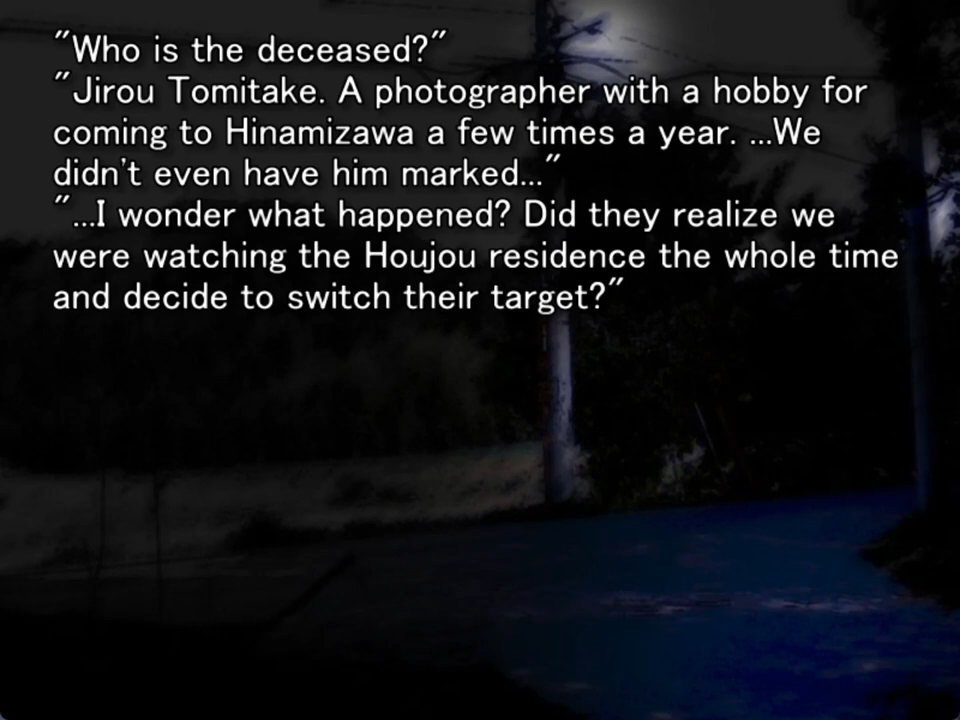 "Who is the deceased?"
"Jirou Tomitake. A photographer with a hobby for
coming to Hinamizawa a few times a year. ...We
didn't even have him marked..."
"...I wonder what happened? Did they realize we
were watching the Houjou residence the whole time
and decide to switch their target?"